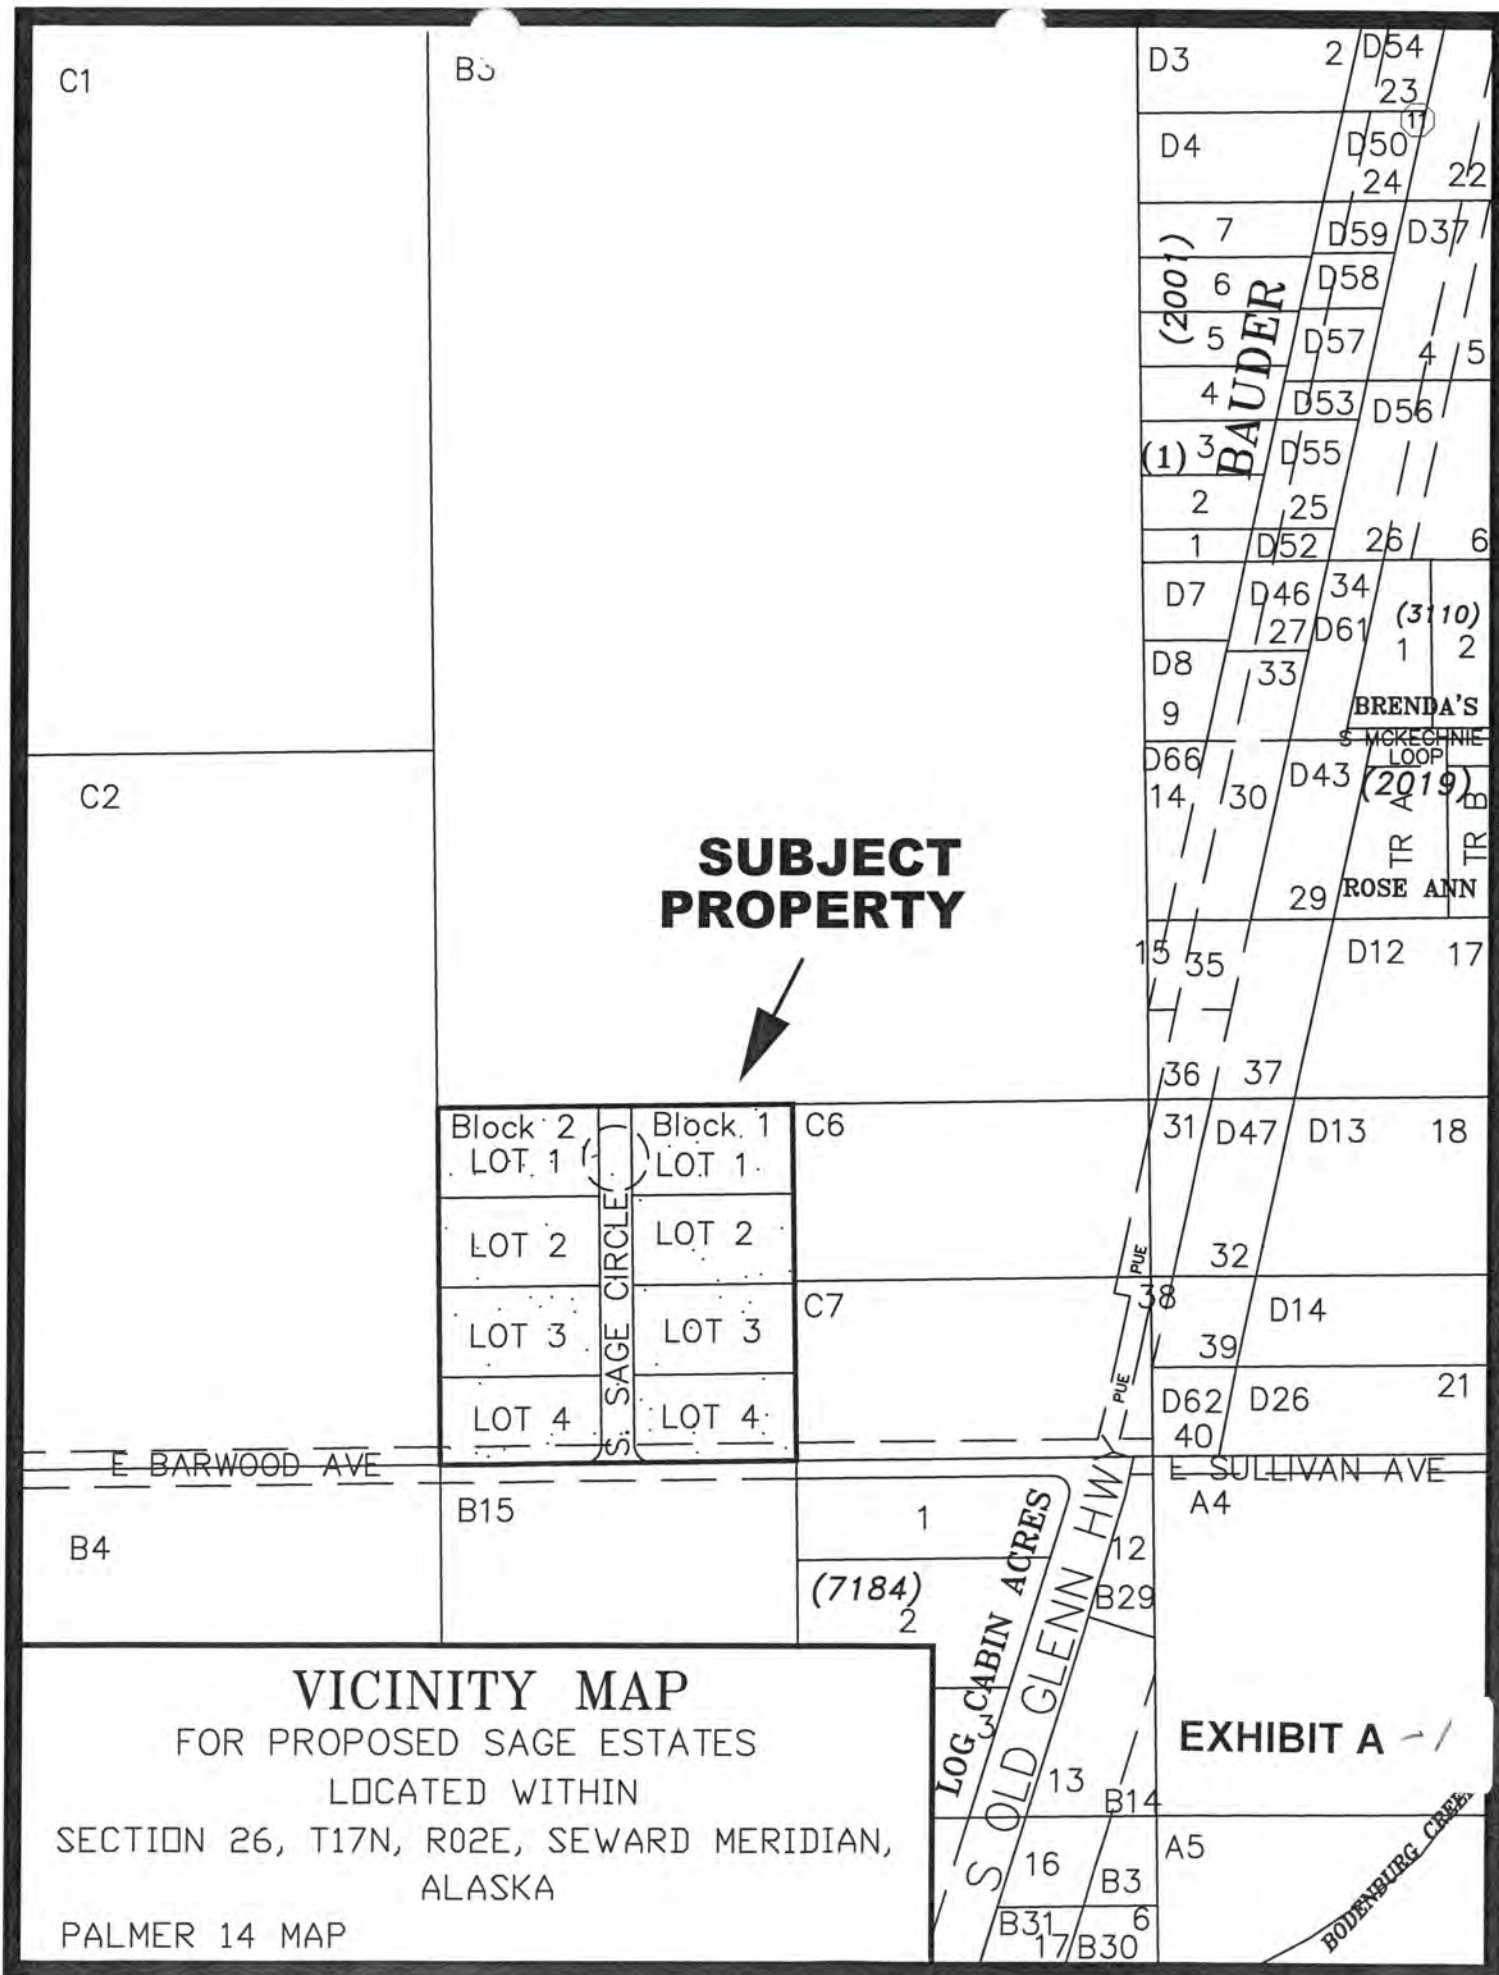 C1
B3
D3
2
D54
23
11
D4
D50
24
22
7
D59
D37
(2001)
6
D58
BAUDER
5
D57
4
5
4
D53
D56
(1)
3
D55
2
25
1
D52
26
6
D7
D46
34
(3110)
27
D61
1
2
D8
33
9
BRENDA'S
S MCKECHNIE
LOOP
D66
D43
(2019)
C2
14
30
TR A
TR B
SUBJECT
PROPERTY
29
ROSE ANN
15
35
D12
17
36
37
Block 2
Block 1
C6
31
D47
D13
18
LOT 1
LOT 1
LOT 2
LOT 2
S. SAGE CIRCLE
PUE
32
C7
38
D14
LOT 3
LOT 3
39
PUE
D62
D26
21
LOT 4
LOT 4
40
E BARWOOD AVE
E SULLIVAN AVE
B15
1
A4
B4
12
(7184)
2
B29
LOG CABIN ACRES
S OLD GLENN HW
3
13
B14
16
B3
A5
B31
6
17
B30
EXHIBIT A -1
BODENBURG CREE
VICINITY MAP
FOR PROPOSED SAGE ESTATES
LOCATED WITHIN
SECTION 26, T17N, R02E, SEWARD MERIDIAN,
ALASKA
PALMER 14 MAP